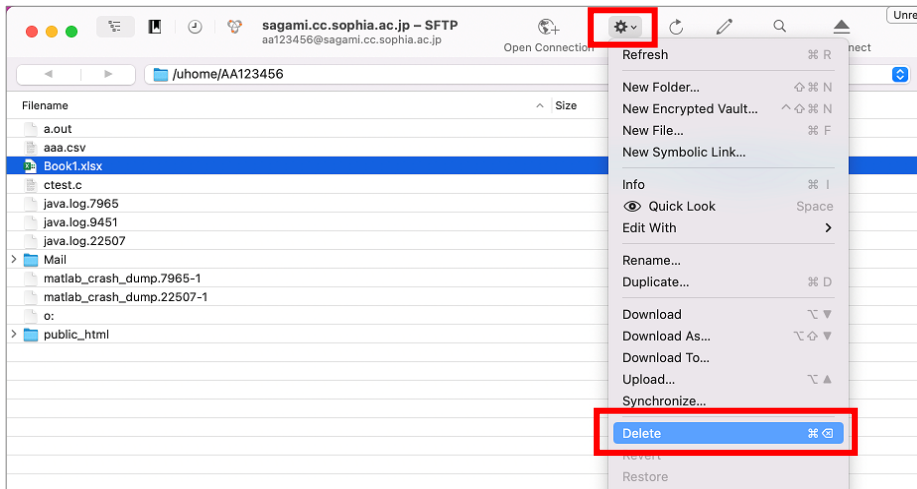 Unre
sagami.cc.sophia.ac.jp – SFTP
aa123456@sagami.cc.sophia.ac.jp
Open Connection
nect
/uhome/AA123456
Filename
Size
a.out
aaa.csv
Book1.xlsx
ctest.c
java.log.7965
java.log.9451
java.log.22507
Mail
matlab_crash_dump.7965-1
matlab_crash_dump.22507-1
o:
public_html
Refresh ⌘ R
New Folder... ⇧ ⌘ N
New Encrypted Vault... ^ ⇧ ⌘ N
New File... ⌘ F
New Symbolic Link...
Info ⌘ I
Quick Look Space
Edit With
Rename...
Duplicate... ⌘ D
Download ⌥ ▼
Download As... ⌥ ⇧ ▼
Download To...
Upload... ⌥ ▲
Synchronize...
Delete ⌘ ⌫
Revert
Restore